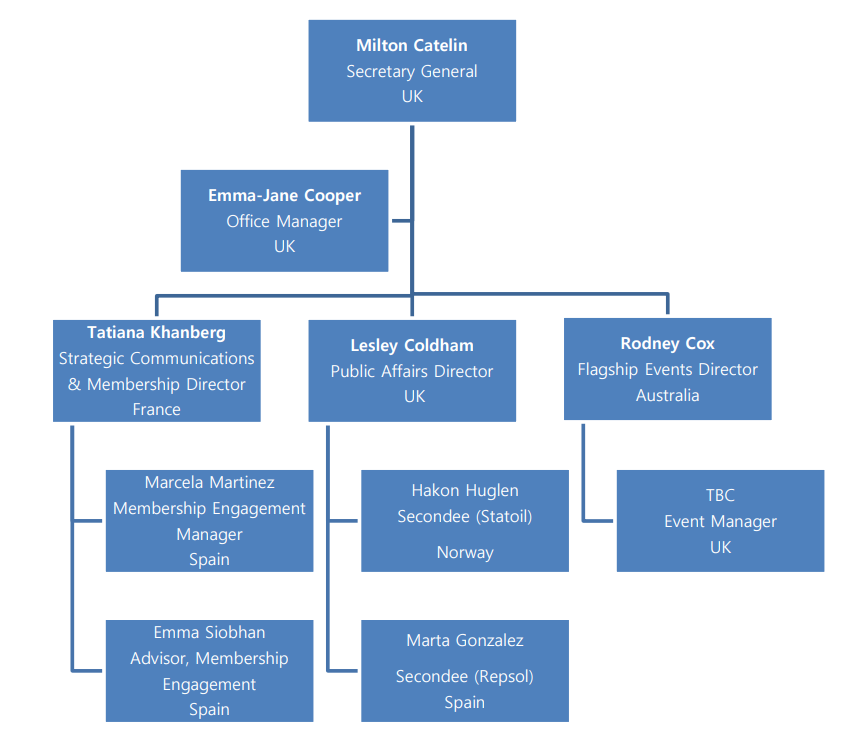 Milton Catelin
Secretary General
UK
Emma-Jane Cooper
Office Manager
UK
Tatiana Khanberg
Strategic Communications
& Membership Director
France
Lesley Coldham
Public Affairs Director
UK
Rodney Cox
Flagship Events Director
Australia
Marcela Martinez
Membership Engagement
Manager
Spain
Hakon Huglen
Secondee (Statoil)
Norway
TBC
Event Manager
UK
Emma Siobhan
Advisor, Membership
Engagement
Spain
Marta Gonzalez
Secondee (Repsol)
Spain